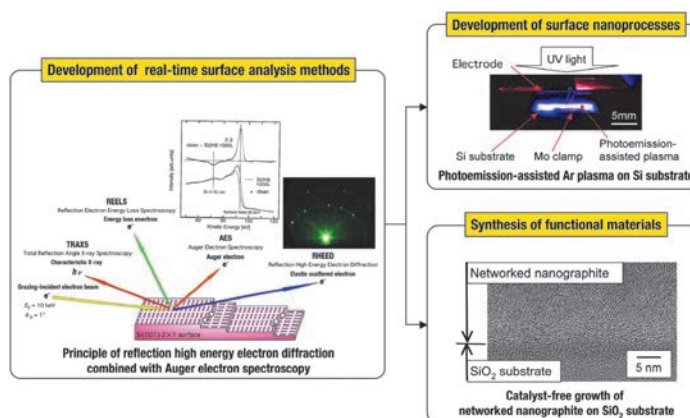 Development of real-time surface analysis methods
Intensity [arb.units]
Kinetic Energy [eV]
REELS
Reflection Electron Energy Loss Spectroscopy
Energy loss enectron
e-
TRAXS
Total Reflection Angle X-ray Spectroscopy
Characteristic X-ray
hν
AES
Auger Electron Spectroscopy
Auger electron
e-
RHEED
Reflection High Energy Electron Diffraction
Elastic scattered electron
e-
Grazing-incident electron beam
e-
= 10 keV
= 1°
Si(001)-2×1 surface
Principle of reflection high energy electron diffraction
combined with Auger electron spectroscopy
Development of surface nanoprocesses
UV light
Electrode
5mm
Si substrate
Mo clamp
Photoemission-
assisted plasma
Photoemission-assisted Ar plasma on Si substrate
Synthesis of functional materials
Networked nanographite
SiO2 substrate
5 nm
Catalyst-free growth of
networked nanographite on SiO2 substrate